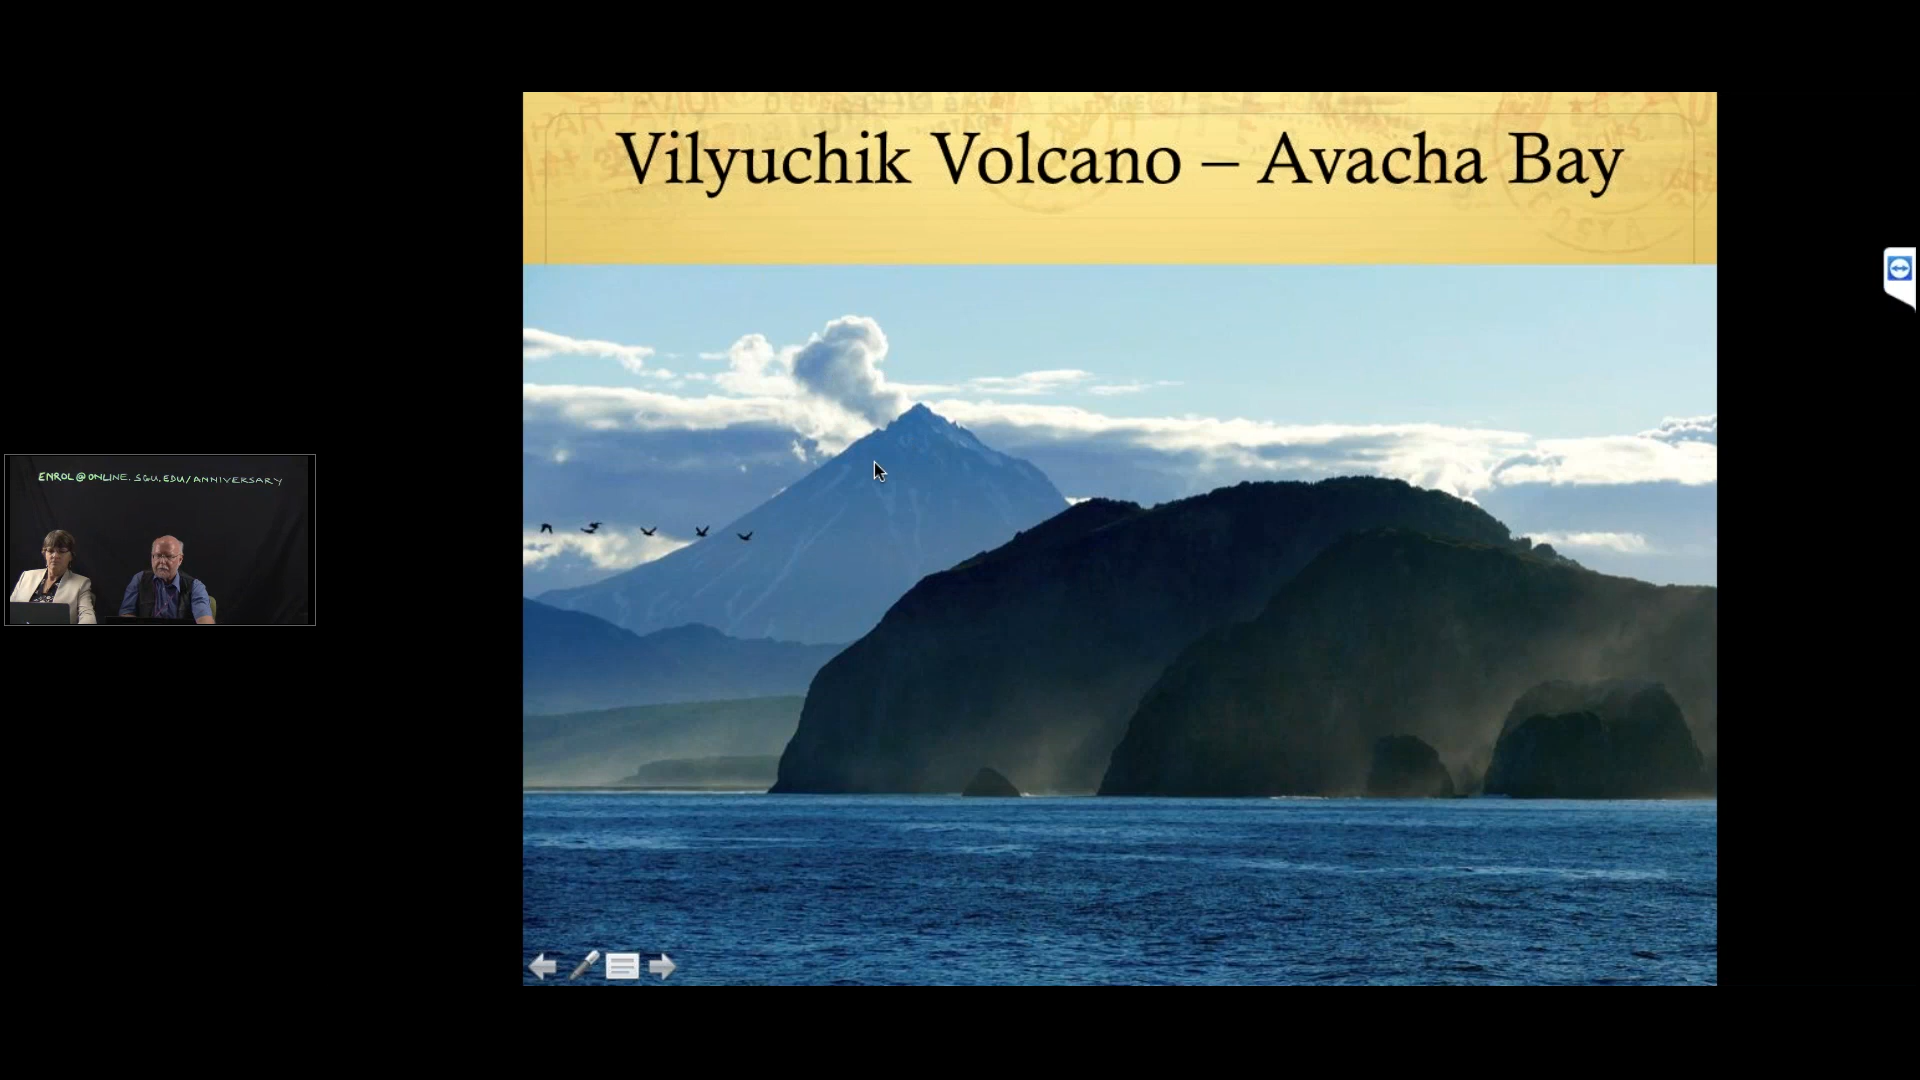 Vilyuchik Volcano – Avacha Bay
ENROL@ONLINE.SGU.EDU/ANNIVERSARY